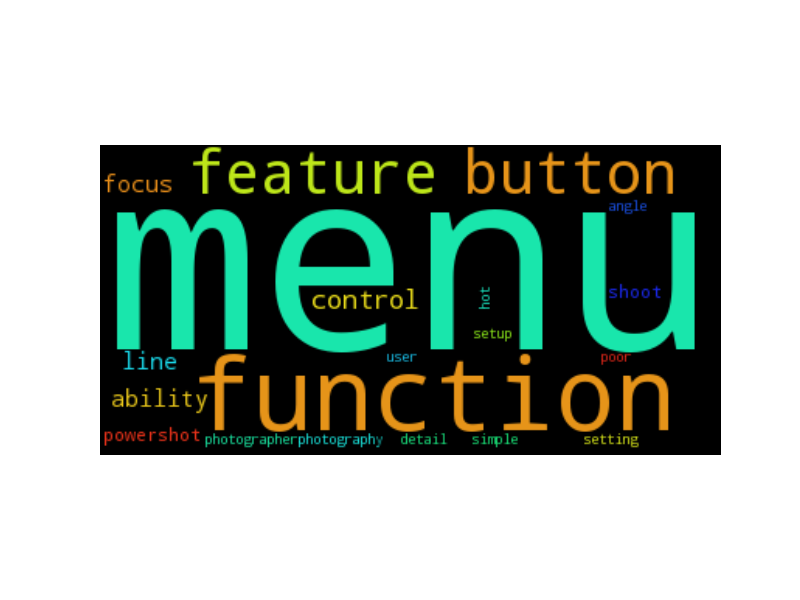 feature button
focus
angle
menu
control
hot
shoot
setup
line
user
poor
function
ability
powershot
photographer photography detail simple setting